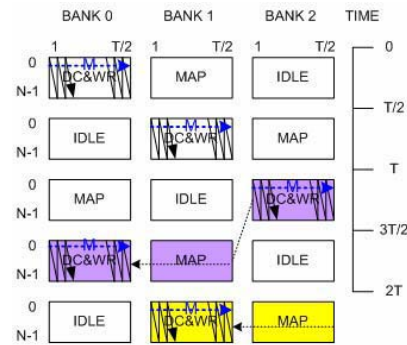 BANK 0 BANK 1 BANK 2 TIME
1 T/2 1 T/2 1 T/2
0
0 M DC&WR MAP IDLE
N-1
T/2
0 IDLE M DC&WR MAP
N-1
T
0 MAP IDLE M DC&WR
N-1
3T/2
0 M DC&WR MAP IDLE
N-1
2T
0 IDLE M DC&WR MAP
N-1